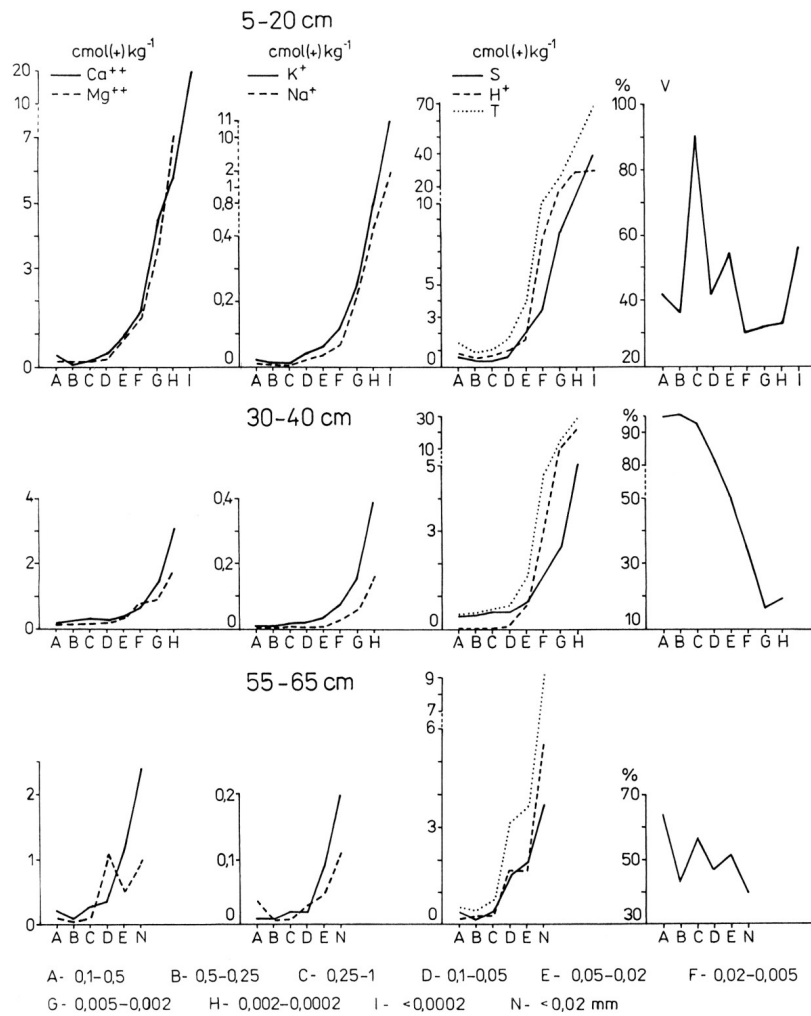 5-20 cm
cmol(+)kg⁻¹
Ca⁺⁺
Mg⁺⁺
20
10
7
5
3
1
0
A B C D E F G H I
cmol(+)kg⁻¹
K⁺
Na⁺
11
10
2
1
0,8
0,4
0,2
0
A B C D E F G H I
cmol(+)kg⁻¹
S
H⁺
T
70
40
30
20
10
5
3
1
0
A B C D E F G H I
% V
100
80
60
40
20
A B C D E F G H I
30-40 cm
4
2
1
0
A B C D E F G H
0,4
0,2
0
A B C D E F G H
30
10
5
3
1
0
A B C D E F G H
%
90
80
50
30
10
A B C D E F G H
55-65 cm
2
1
0
A B C D E N
0,2
0,1
0
A B C D E N
9
7
6
3
1
0
A B C D E N
%
70
50
30
A B C D E N
A- 0,1-0,5 B- 0,5-0,25 C- 0,25-1 D- 0,1-0,05 E- 0,05-0,02 F- 0,02-0,005
G- 0,005-0,002 H- 0,002-0,0002 I- <0,0002 N- <0,02 mm